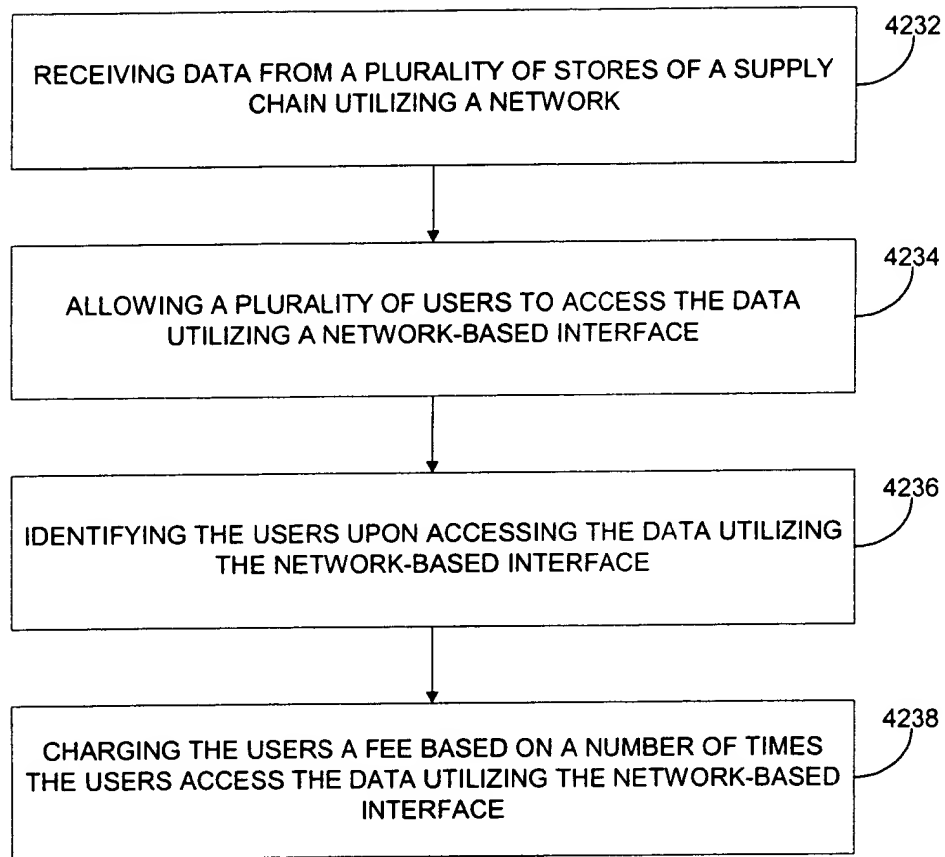 4232
RECEIVING DATA FROM A PLURALITY OF STORES OF A SUPPLY
CHAIN UTILIZING A NETWORK
4234
ALLOWING A PLURALITY OF USERS TO ACCESS THE DATA
UTILIZING A NETWORK-BASED INTERFACE
4236
IDENTIFYING THE USERS UPON ACCESSING THE DATA UTILIZING
THE NETWORK-BASED INTERFACE
4238
CHARGING THE USERS A FEE BASED ON A NUMBER OF TIMES
THE USERS ACCESS THE DATA UTILIZING THE NETWORK-BASED
INTERFACE